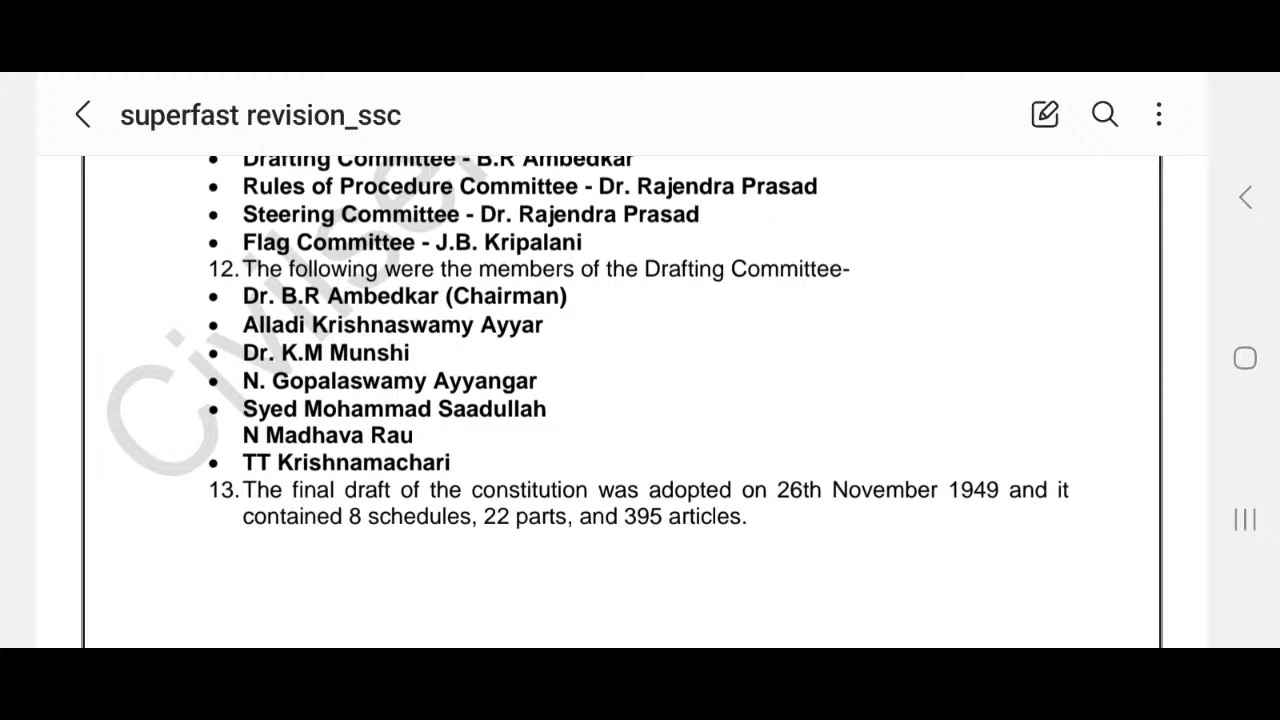 superfast revision_ssc
• Drafting Committee - B.R Ambedkar
• Rules of Procedure Committee - Dr. Rajendra Prasad
• Steering Committee - Dr. Rajendra Prasad
• Flag Committee - J.B. Kripalani
12. The following were the members of the Drafting Committee-
• Dr. B.R Ambedkar (Chairman)
• Alladi Krishnaswamy Ayyar
• Dr. K.M Munshi
• N. Gopalaswamy Ayyangar
• Syed Mohammad Saadullah
N Madhava Rau
• TT Krishnamachari
13. The final draft of the constitution was adopted on 26th November 1949 and it
contained 8 schedules, 22 parts, and 395 articles.